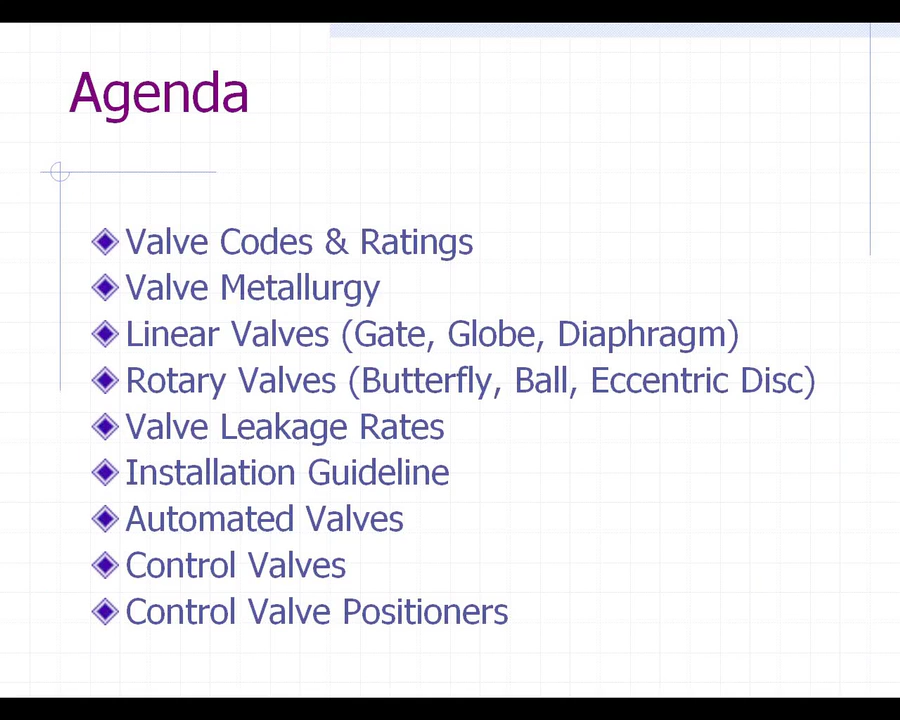 Agenda
Valve Codes & Ratings
Valve Metallurgy
Linear Valves (Gate, Globe, Diaphragm)
Rotary Valves (Butterfly, Ball, Eccentric Disc)
Valve Leakage Rates
Installation Guideline
Automated Valves
Control Valves
Control Valve Positioners